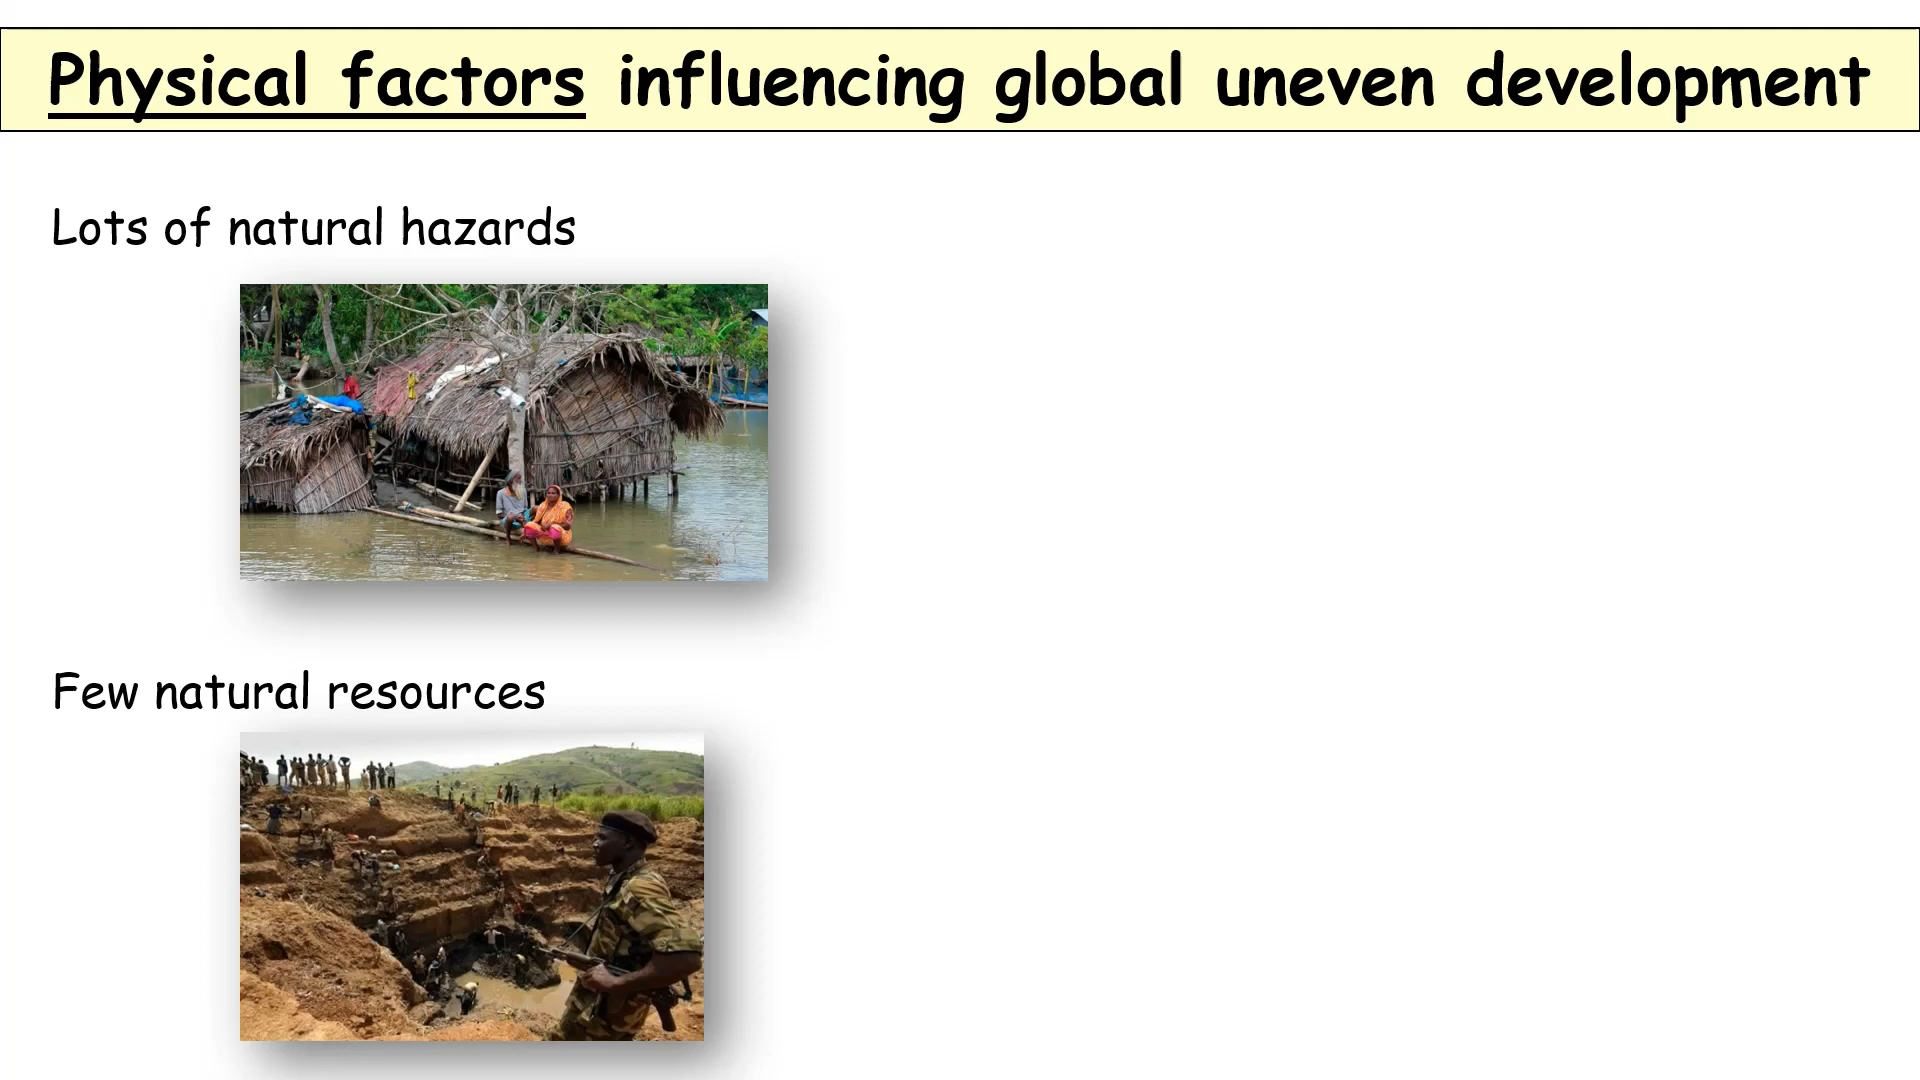 Physical factors influencing global uneven development
Lots of natural hazards
Few natural resources